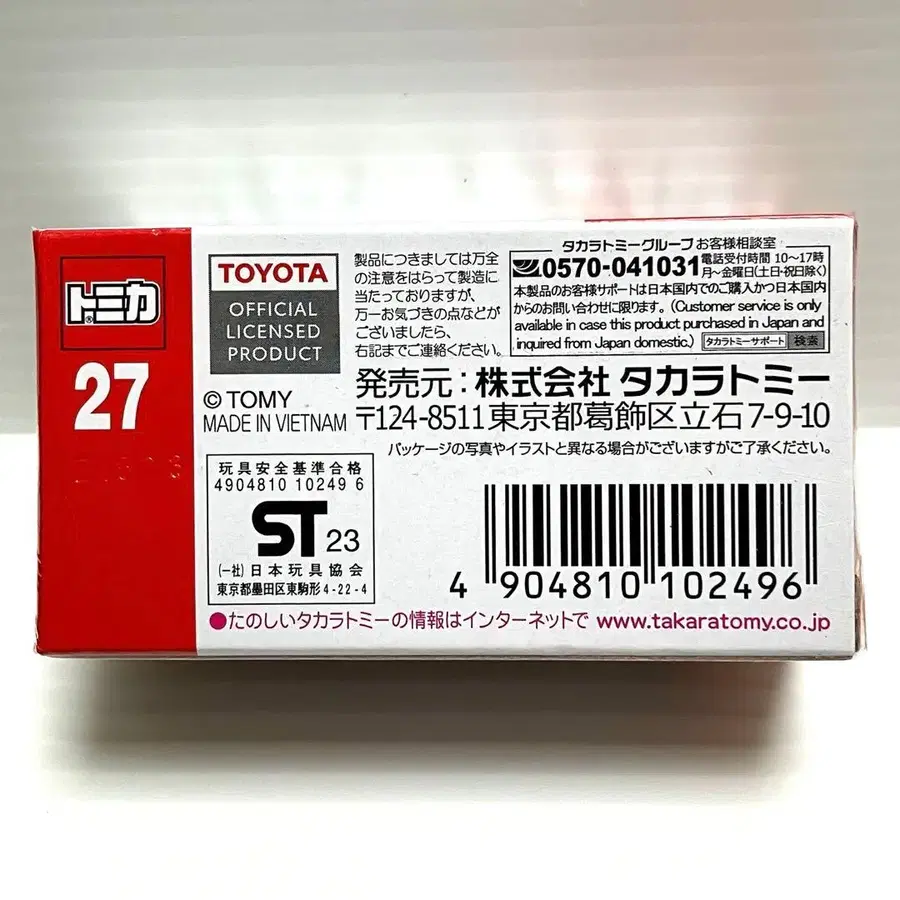 トミカ
®
27
TOYOTA
OFFICIAL
LICENSED
PRODUCT
© TOMY
MADE IN VIETNAM
製品につきましては万全
の注意をはらって製造に
当たっておりますが、
万一お気づきの点などが
ございましたら、
右記までご連絡ください。
タカラトミーグループ お客様相談室
0570-041031
電話受付時間 10～17時
月～金曜日(土日・祝日除く)
本製品のお客様サポートは日本国内でのご購入かつ日本国内
からのお問い合わせに限ります。(Customer service is only
available in case this product purchased in Japan and
inquired from Japan domestic.)
タカラトミーサポート 検索
発売元：株式会社 タカラトミー
〒124-8511 東京都葛飾区立石 7-9-10
パッケージの写真やイラストと異なる場合がございますがご了承ください。
玩具安全基準合格
4904810 10249 6
ST 23
(一社) 日本玩具協会
東京都墨田区東駒形 4-22-4
4 904810 102496
●たのしいタカラトミーの情報はインターネットで www.takaratomy.co.jp